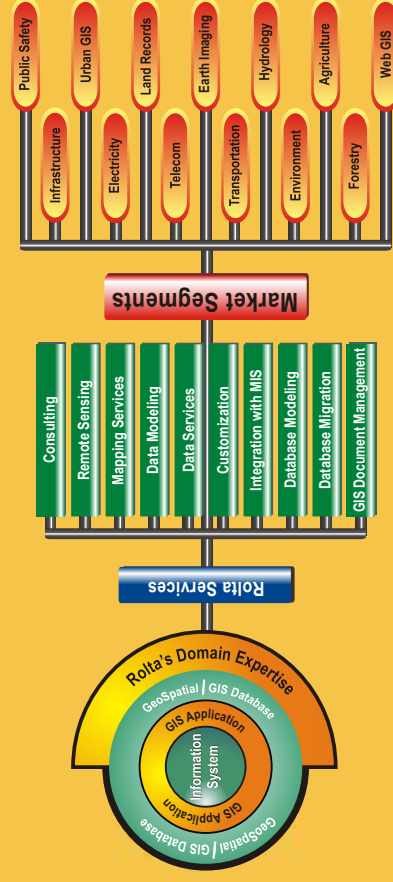 Public Safety
Infrastructure
Urban GIS
Electricity
Land Records
Telecom
Earth Imaging
Transportation
Hydrology
Environment
Agriculture
Forestry
Web GIS
Market Segments
Consulting
Remote Sensing
Mapping Services
Data Modeling
Data Services
Customization
Integration with MIS
Database Modeling
Database Migration
GIS Document Management
Rolta Services
Rolta's Domain Expertise
GeoSpatial / GIS Database
GIS Application
Information
System
GIS Application
GeoSpatial / GIS Database